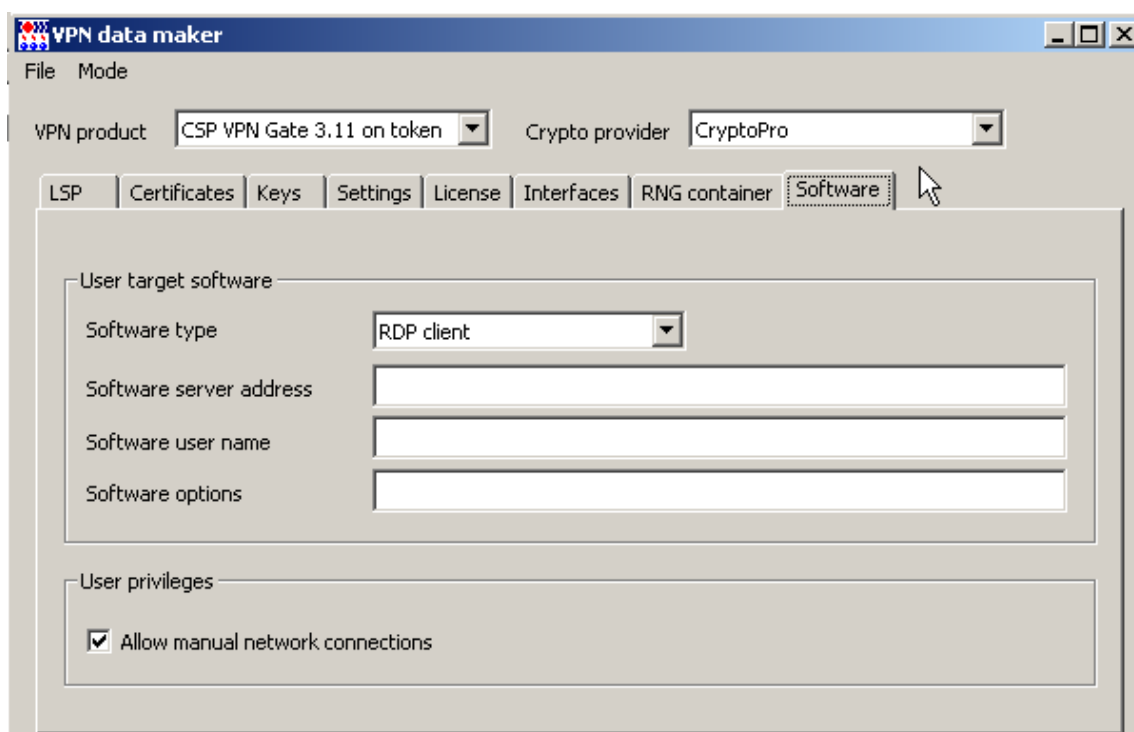 VPN data maker
File Mode
VPN product CSP VPN Gate 3.11 on token Crypto provider CryptoPro
LSP Certificates Keys Settings License Interfaces RNG container Software
User target software
Software type RDP client
Software server address
Software user name
Software options
User privileges
Allow manual network connections